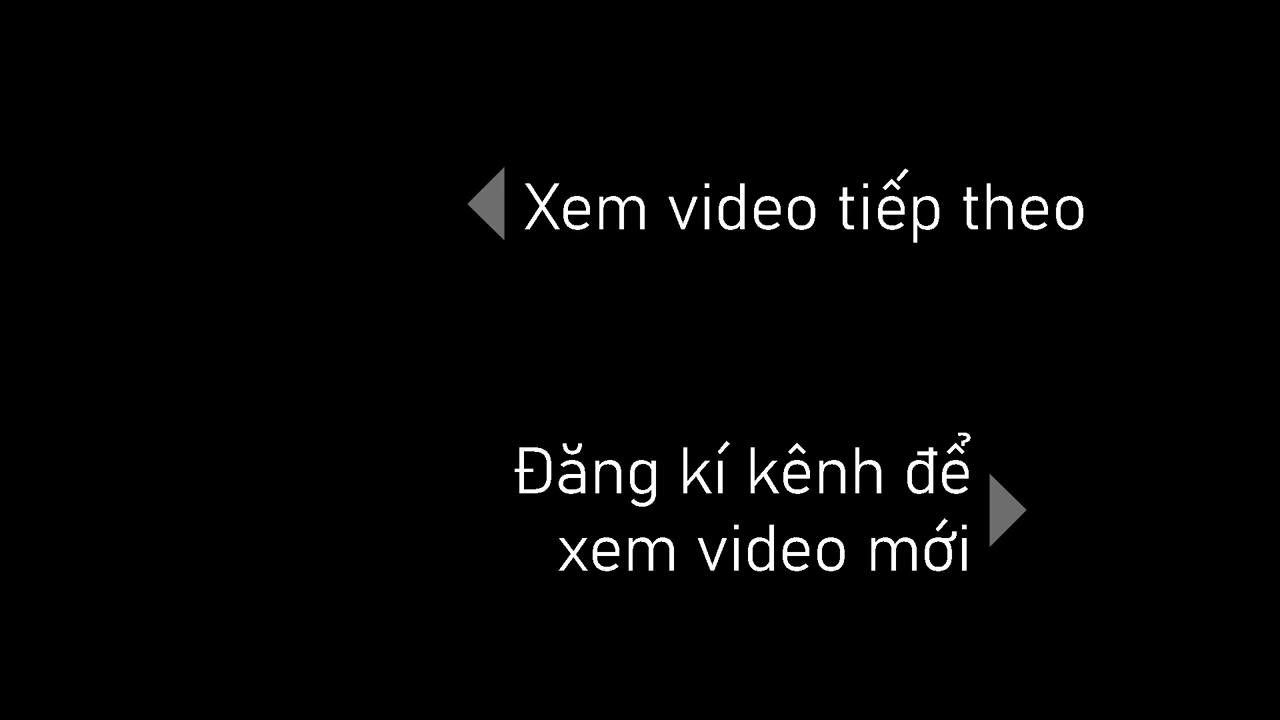 Xem video tiếp theo
Đăng kí kênh để
xem video mới